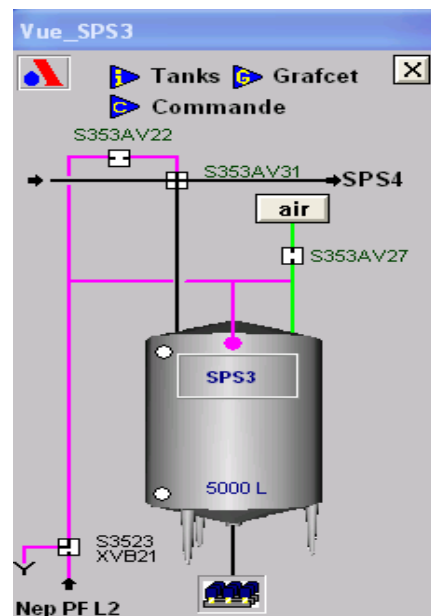 Vue_SPS3
i Tanks G Grafcet
C Commande
S353AV22
S353AV31 SPS4
air
S353AV27
SPS3
5000 L
S3523
XVB21
Nep PF L2